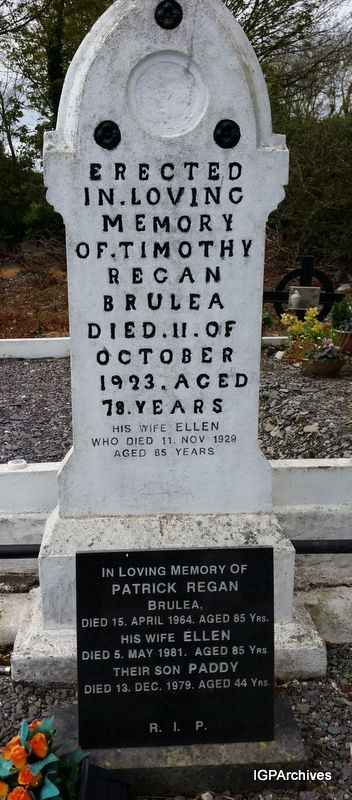 ERECTED
IN.LOVING
MEMORY
OF.TIMOTHY
REGAN
BRULEA
DIED.11.OF
OCTOBER
1923.AGED
78.YEARS
HIS WIFE ELLEN
WHO DIED 11. NOV 1929
AGED 85 YEARS
IN LOVING MEMORY OF
PATRICK REGAN
BRULEA,
DIED 15. APRIL 1964. AGED 85 YRS.
HIS WIFE ELLEN
DIED 5. MAY 1981. AGED 85 YRS.
THEIR SON PADDY
DIED 13. DEC. 1979. AGED 44 YRS.
R. I. P.
IGPArchives